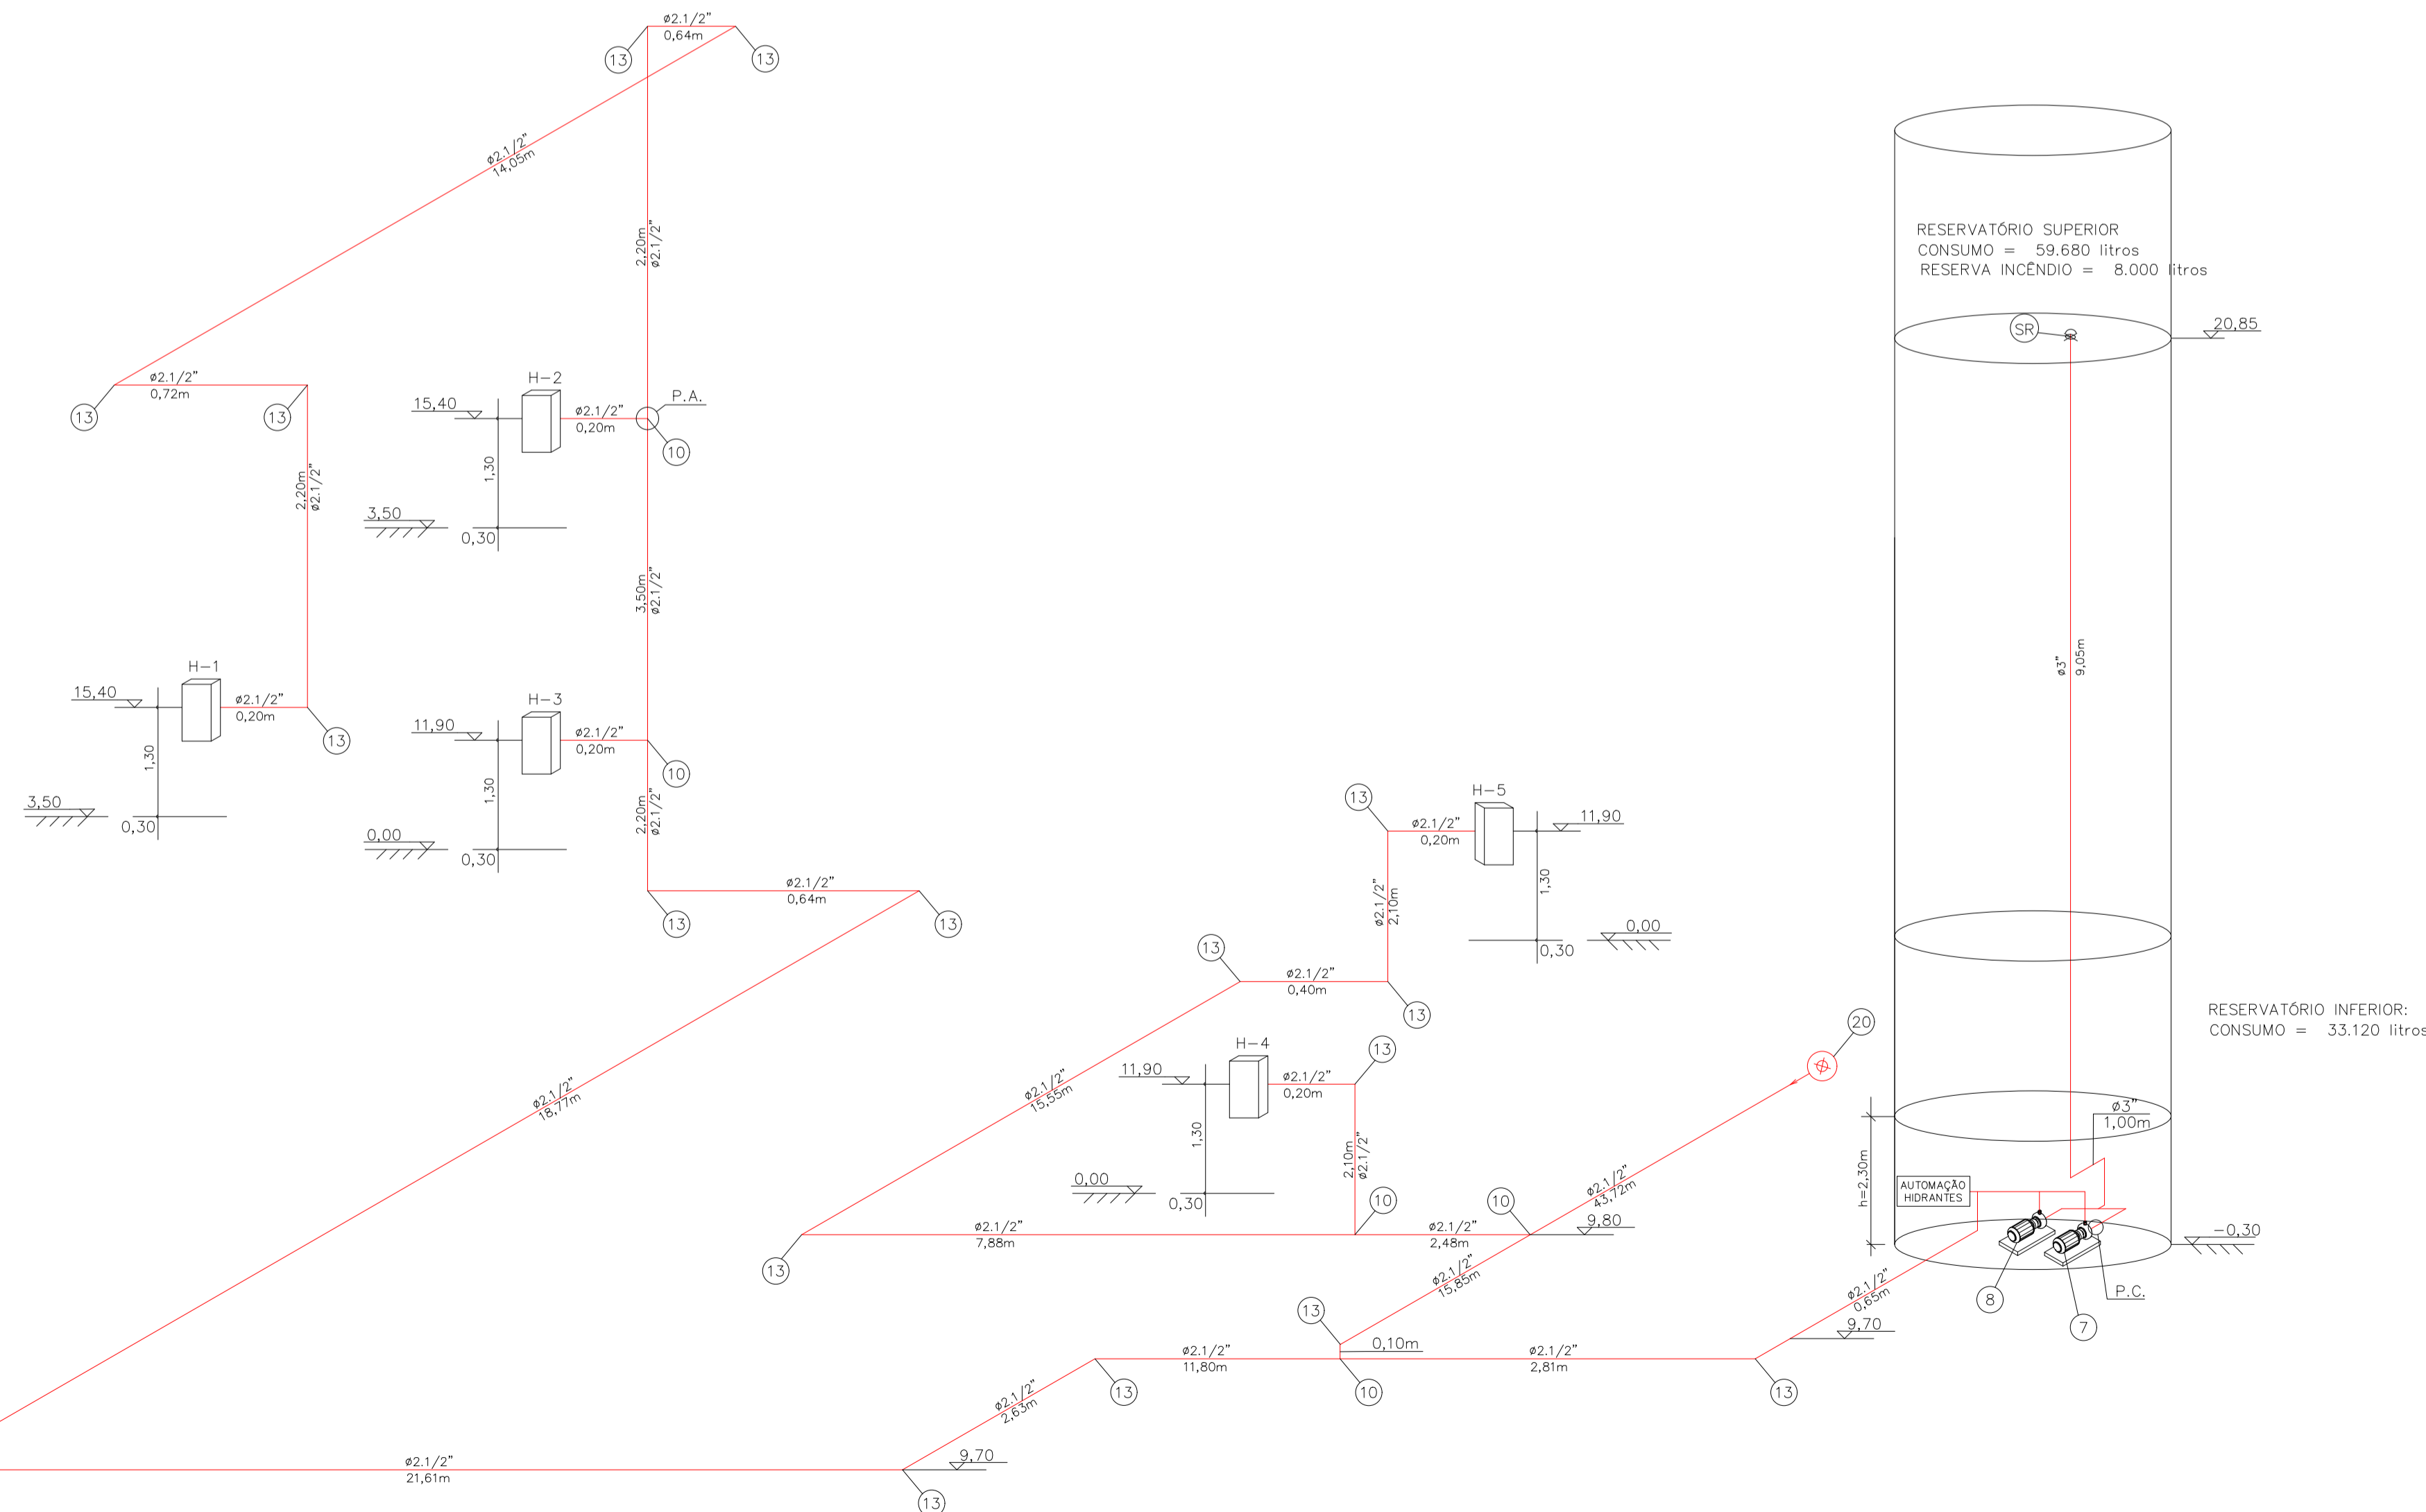 ø2.1/2"
0,64m
13
13
ø2.1/2"
14,05m
2,20m
ø2.1/2"
RESERVATÓRIO SUPERIOR
CONSUMO = 59.680 litros
RESERVA INCÊNDIO = 8.000 litros
SR
20,85
ø2.1/2"
0,72m
13
13
H-2
15,40
ø2.1/2"
0,20m
P.A.
10
1,30
3,50
0,30
2,20m
ø2.1/2"
3,50m
ø2.1/2"
ø3"
9,05m
H-1
15,40
ø2.1/2"
0,20m
13
1,30
3,50
0,30
H-3
11,90
ø2.1/2"
0,20m
10
1,30
0,00
0,30
2,20m
ø2.1/2"
ø2.1/2"
0,64m
13
13
H-5
13
ø2.1/2"
0,20m
11,90
1,30
0,00
0,30
ø2.1/2"
2,10m
13
ø2.1/2"
0,40m
13
RESERVATÓRIO INFERIOR:
CONSUMO = 33.120 litros
20
H-4
11,90
ø2.1/2"
0,20m
13
1,30
0,00
0,30
2,10m
ø2.1/2"
ø2.1/2"
15,55m
ø2.1/2"
18,77m
ø3"
1,00m
h=2,30m
AUTOMAÇÃO
HIDRANTES
10
10
ø2.1/2"
43,72m
9,80
ø2.1/2"
7,88m
ø2.1/2"
2,48m
13
-0,30
ø2.1/2"
15,85m
ø2.1/2"
0,65m
8
P.C.
7
13
0,10m
9,70
ø2.1/2"
11,80m
ø2.1/2"
2,81m
13
10
13
ø2.1/2"
2,63m
ø2.1/2"
21,61m
9,70
13